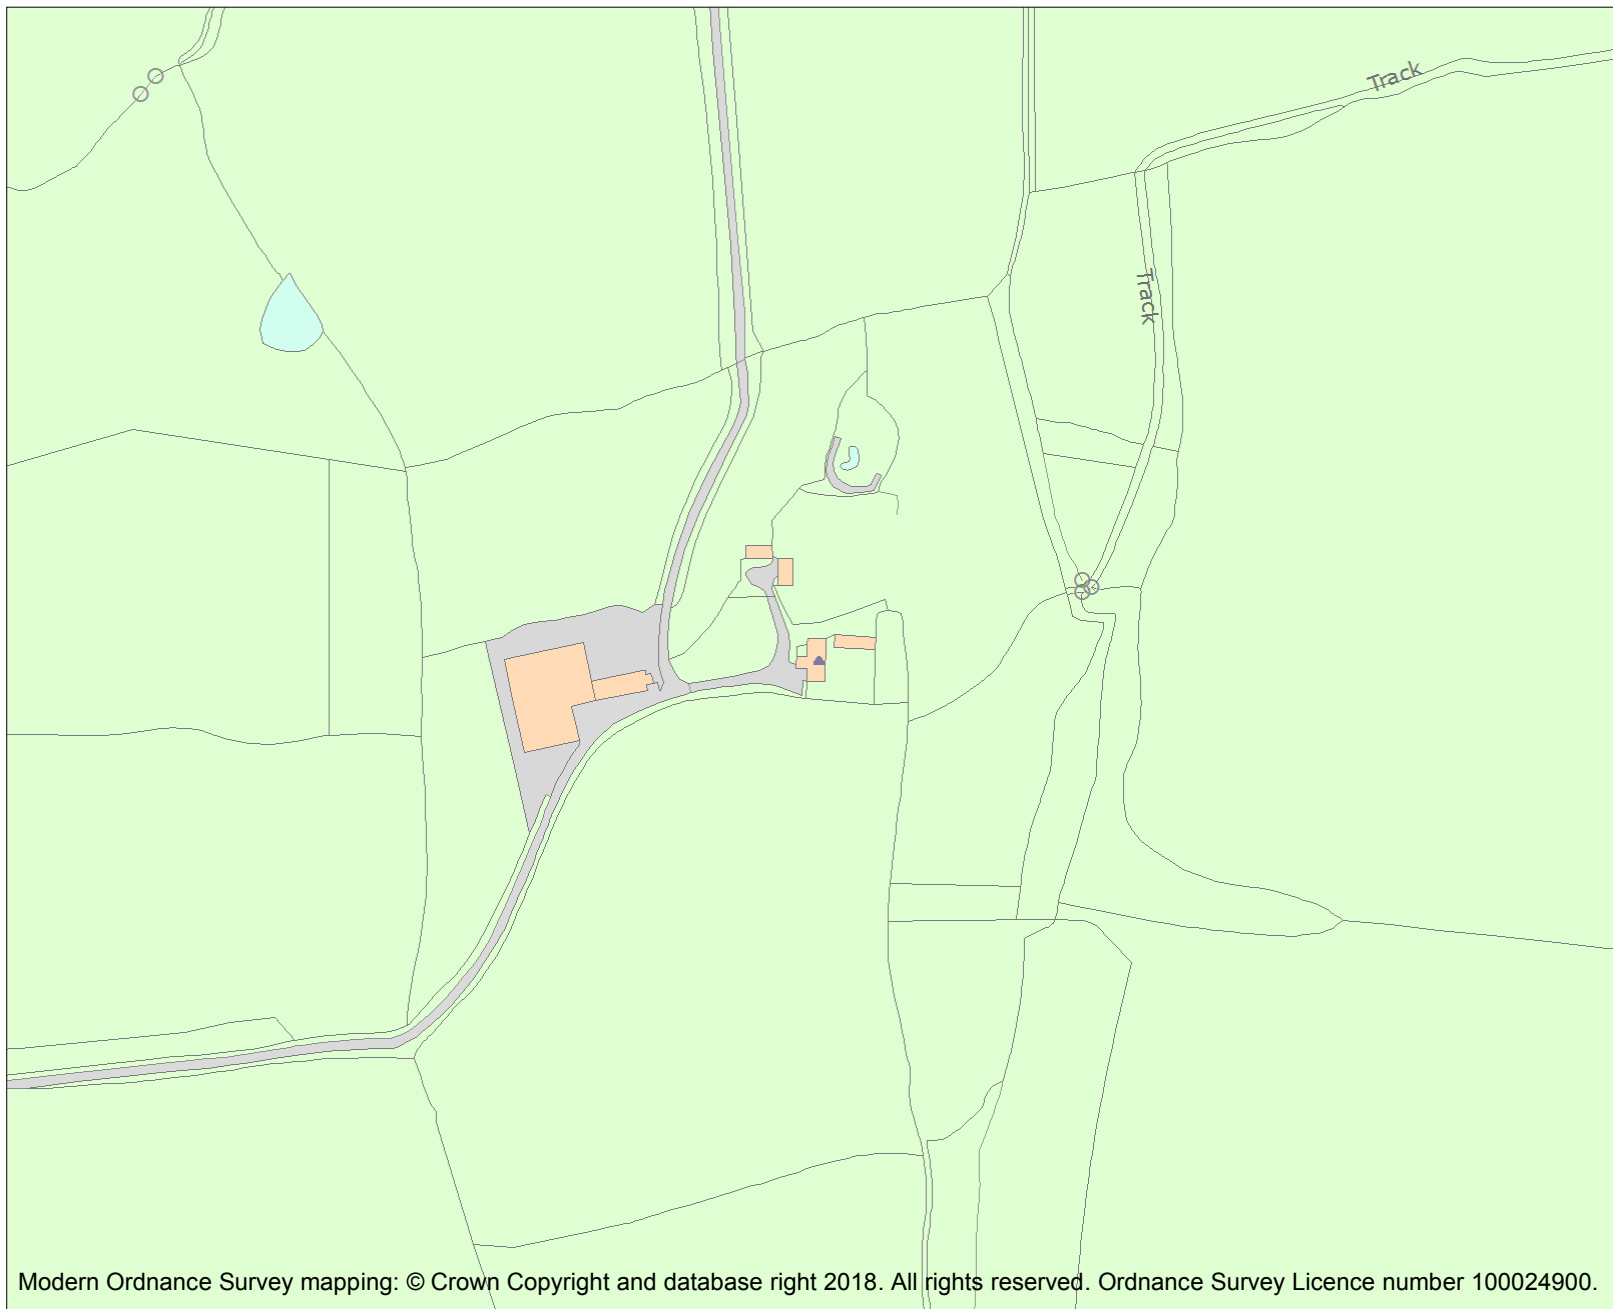 Track
Track
Modern Ordnance Survey mapping: © Crown Copyright and database right 2018. All rights reserved. Ordnance Survey Licence number 100024900.